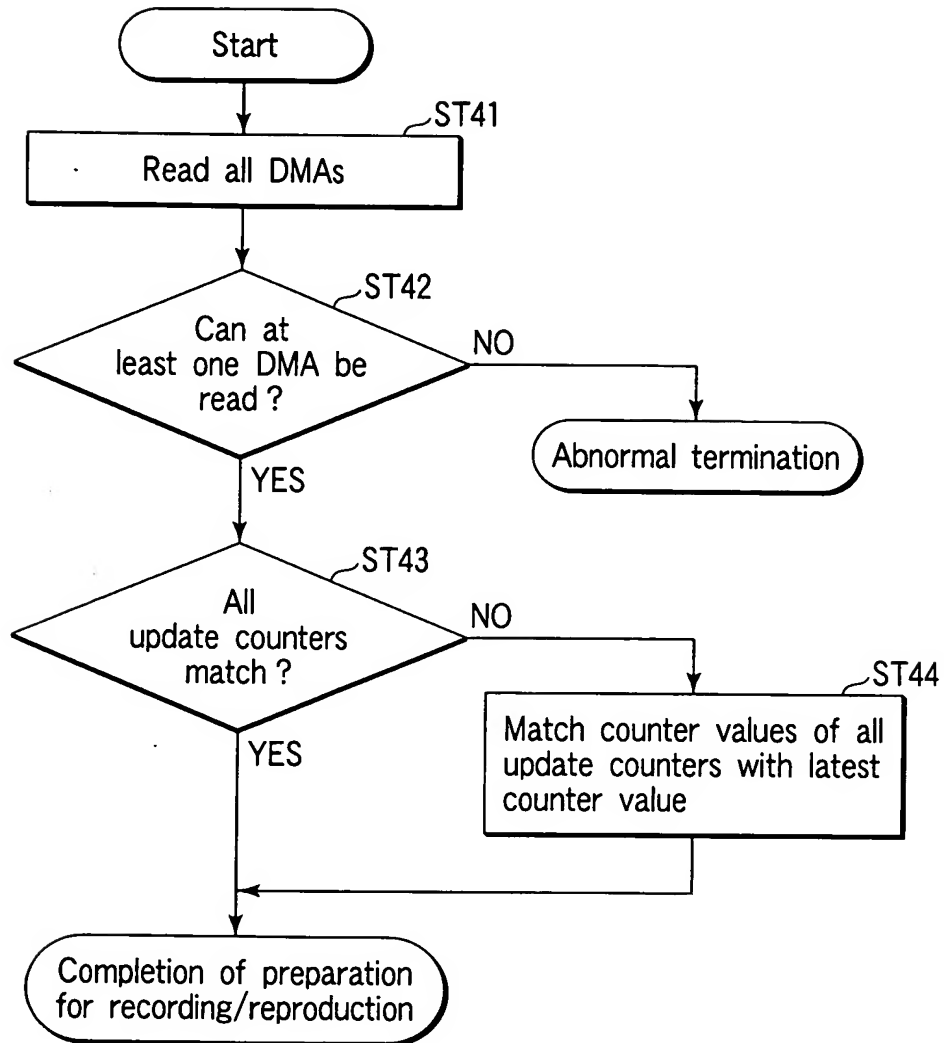 Start
ST41
Read all DMAs
ST42
Can at
least one DMA be
read ?
NO
Abnormal termination
YES
ST43
All
update counters
match ?
NO
ST44
Match counter values of all
update counters with latest
counter value
YES
Completion of preparation
for recording/reproduction